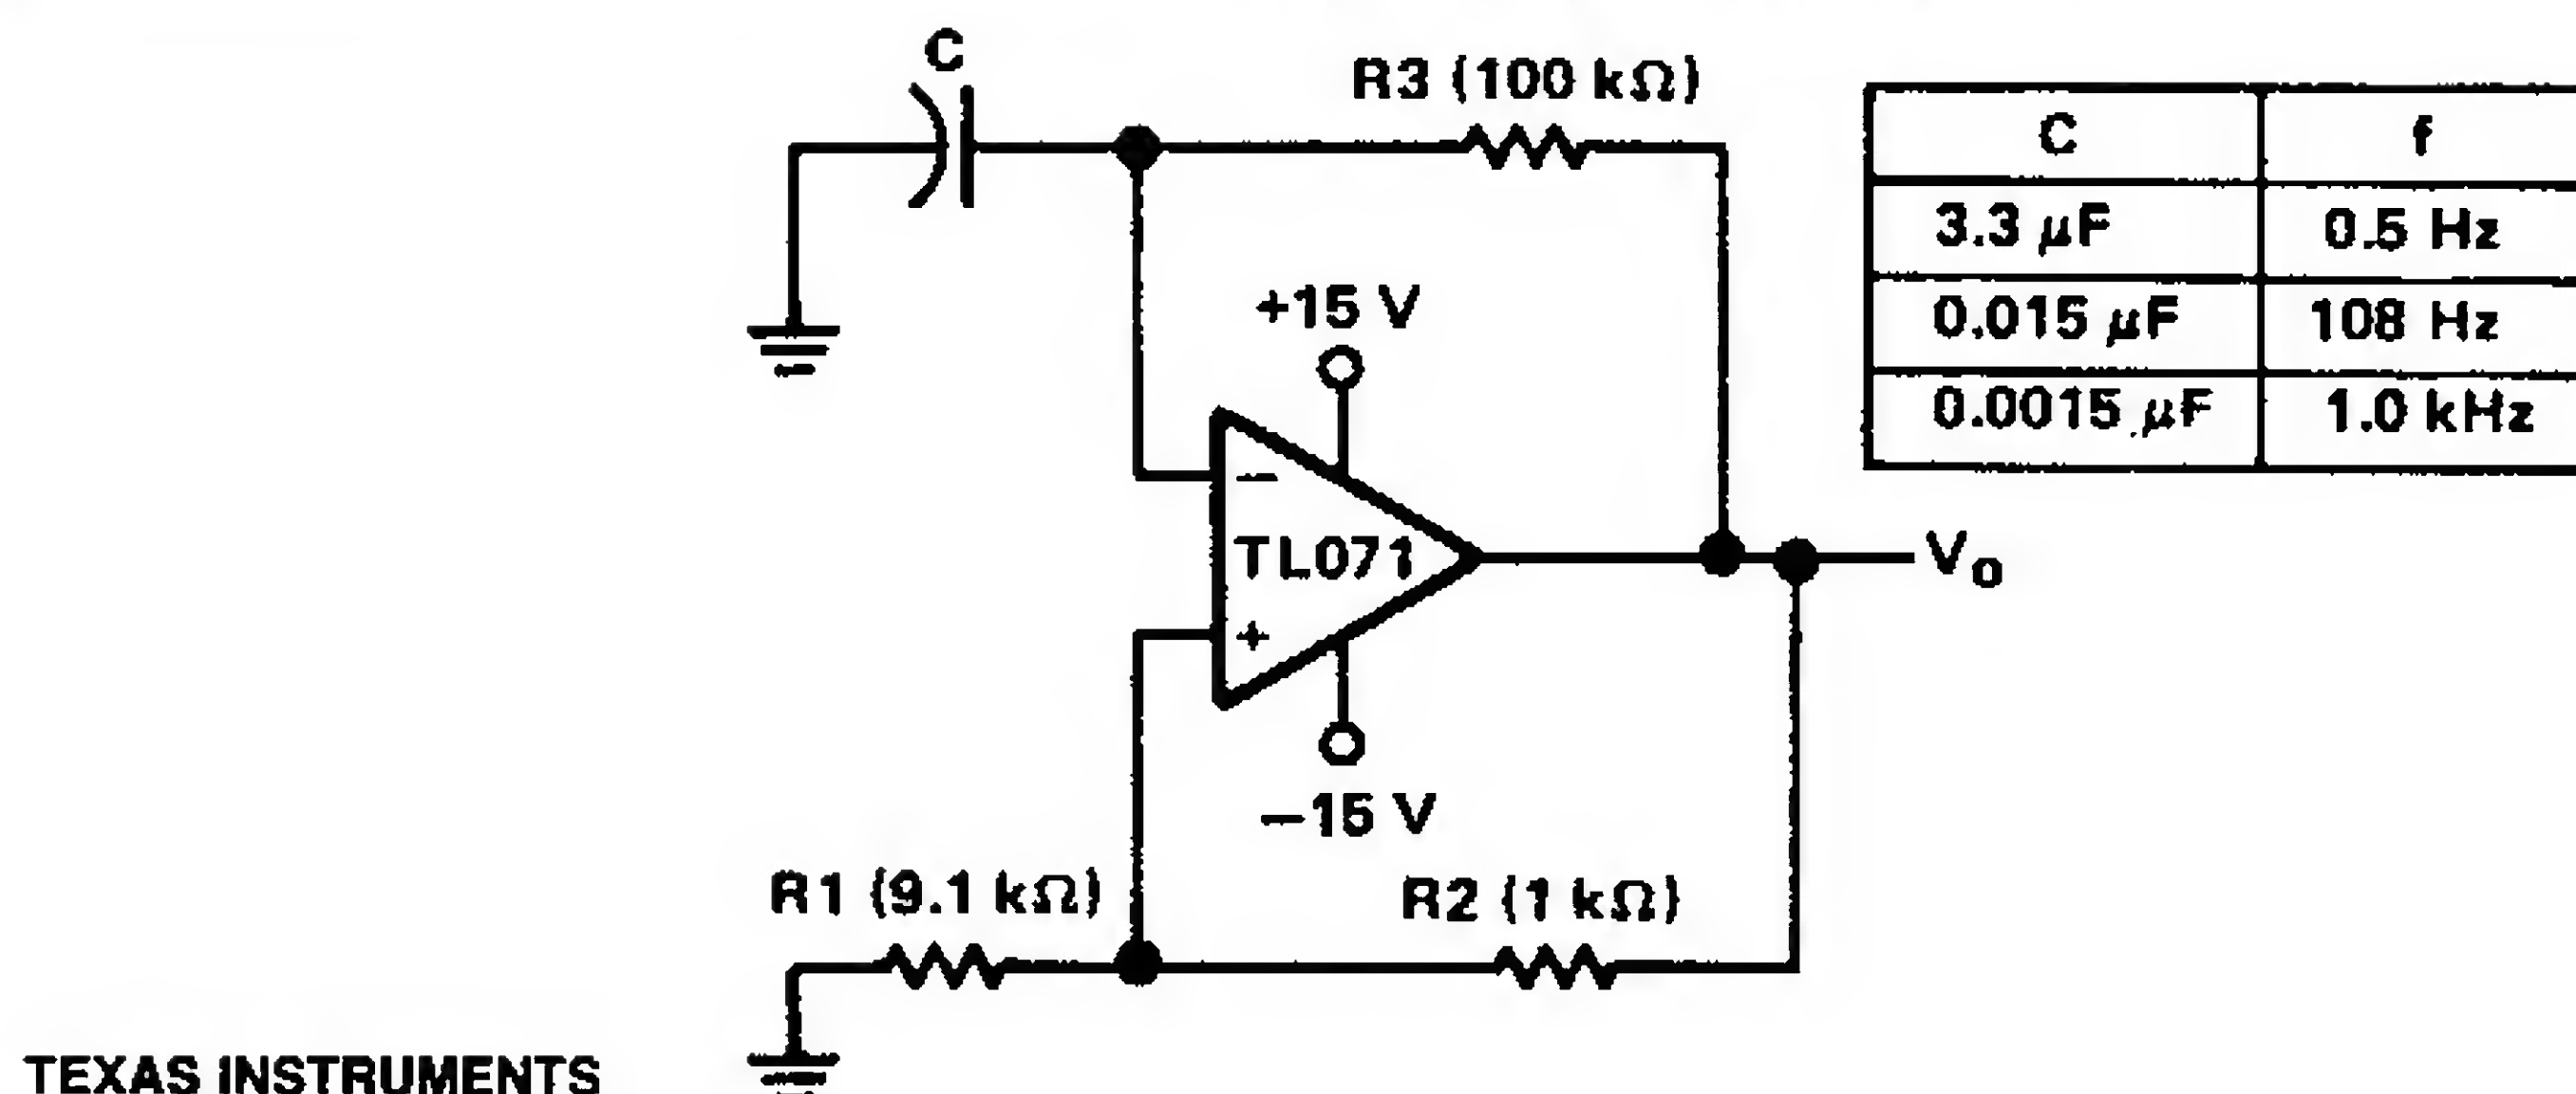 C
R3 (100 kΩ)
C f
3.3 μF 0.5 Hz
0.015 μF 108 Hz
0.0015 μF 1.0 kHz
+15 V
−
TL071
+
Vo
−15 V
R1 (9.1 kΩ)
R2 (1 kΩ)
TEXAS INSTRUMENTS